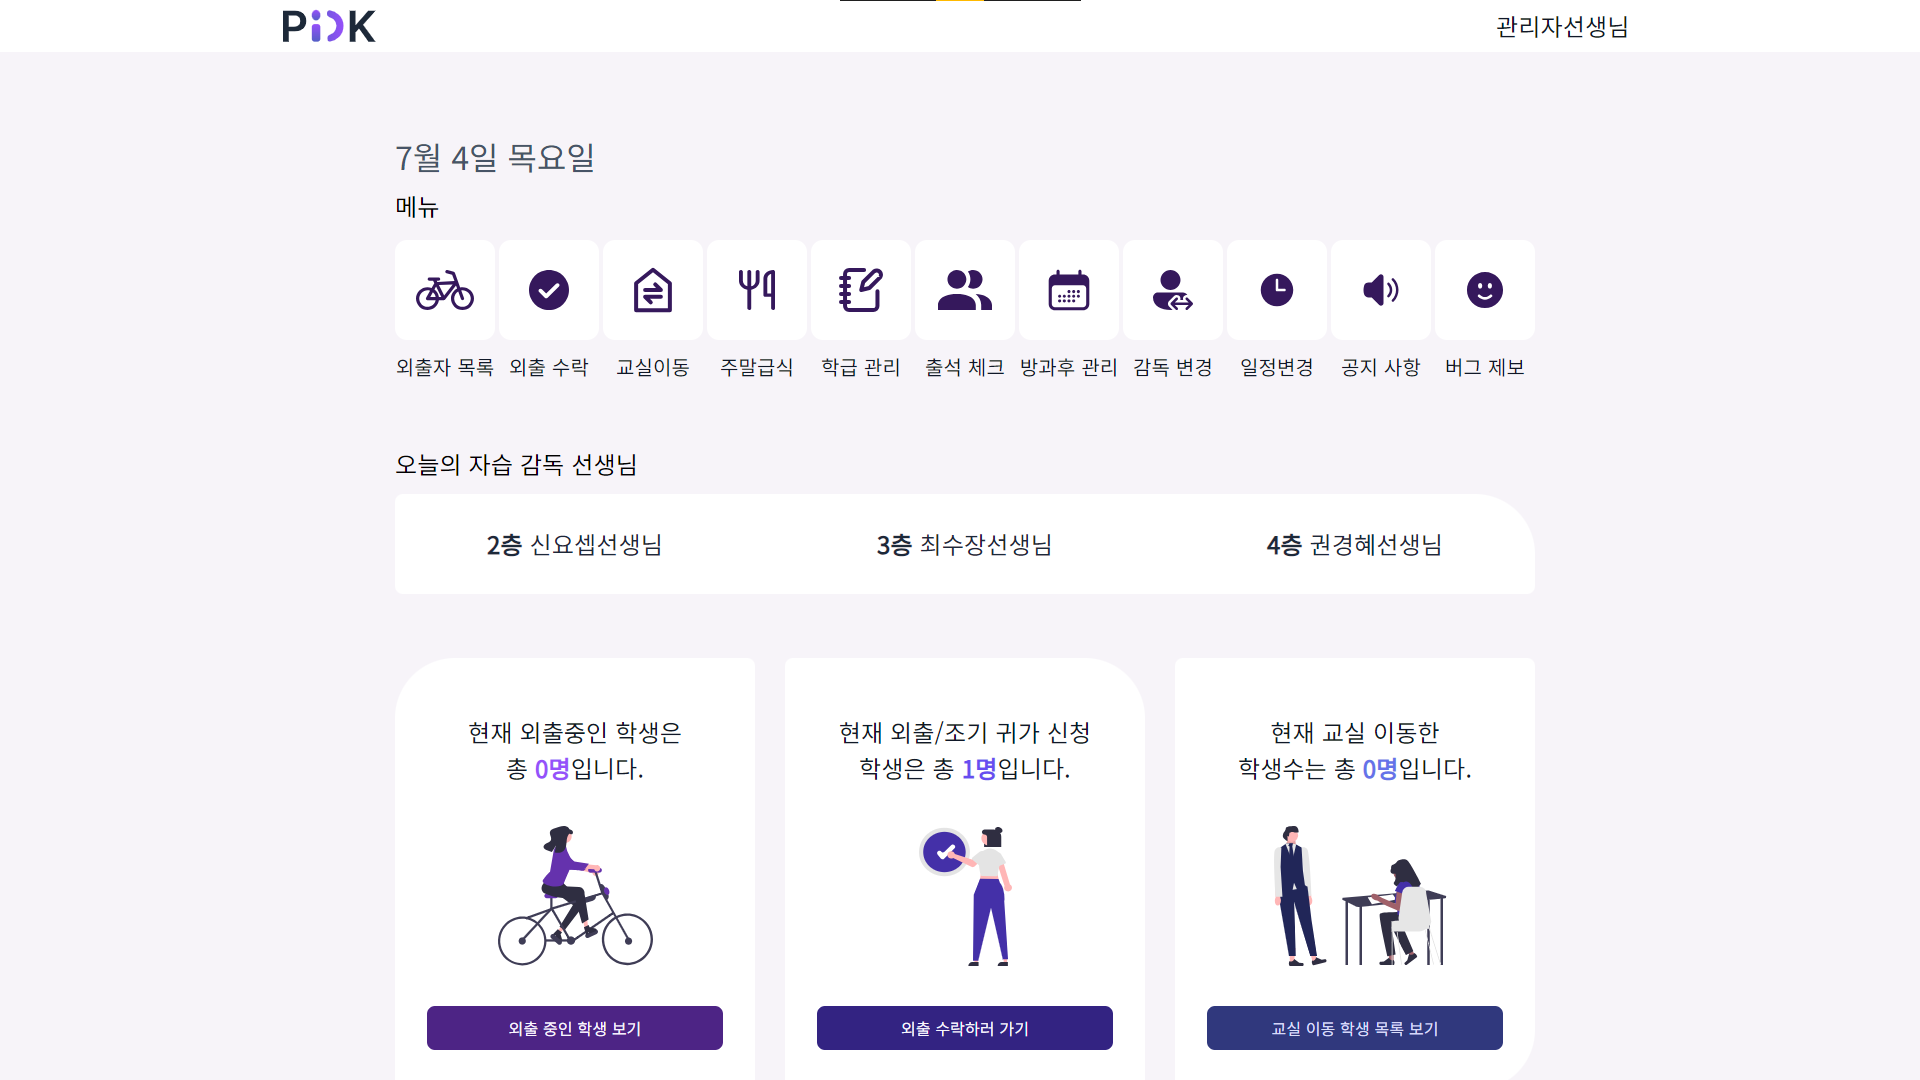 PiCK
관리자선생님
7월 4일 목요일
메뉴
외출자 목록 외출 수락 교실이동 주말급식 학급 관리 출석 체크 방과후 관리 감독 변경 일정변경 공지 사항 버그 제보
오늘의 자습 감독 선생님
2층 신요셉선생님 3층 최수장선생님 4층 권경혜선생님
현재 외출중인 학생은
총 0명입니다.
현재 외출/조기 귀가 신청
학생은 총 1명입니다.
현재 교실 이동한
학생수는 총 0명입니다.
외출 중인 학생 보기
외출 수락하러 가기
교실 이동 학생 목록 보기